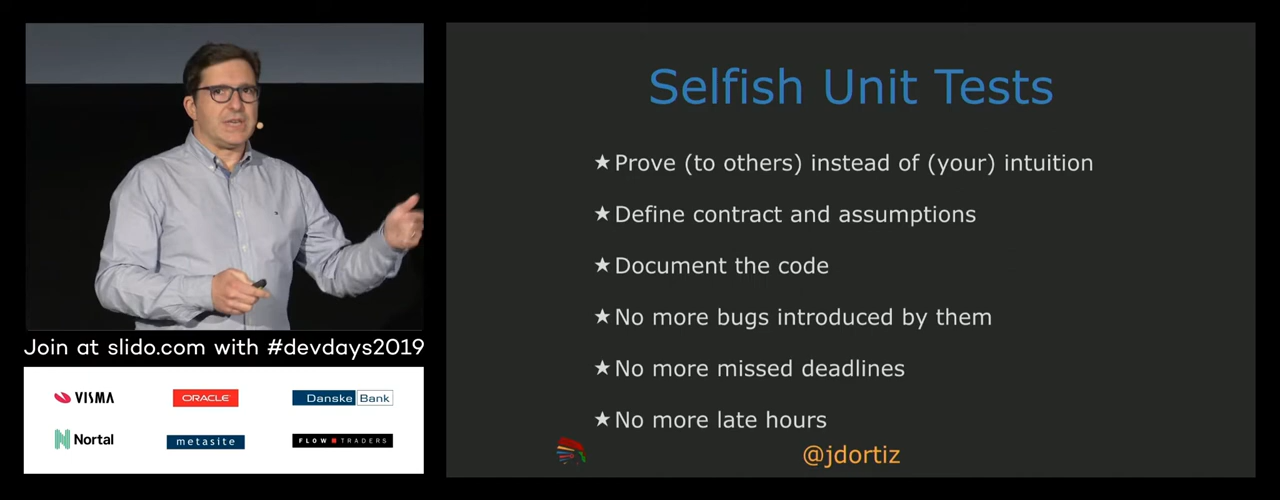 Selfish Unit Tests
★Prove (to others) instead of (your) intuition
★Define contract and assumptions
★Document the code
★No more bugs introduced by them
★No more missed deadlines
★No more late hours
@jdortiz
Join at slido.com with #devdays2019
VISMA ORACLE Danske Bank
Nortal metasite FLOW TRADERS